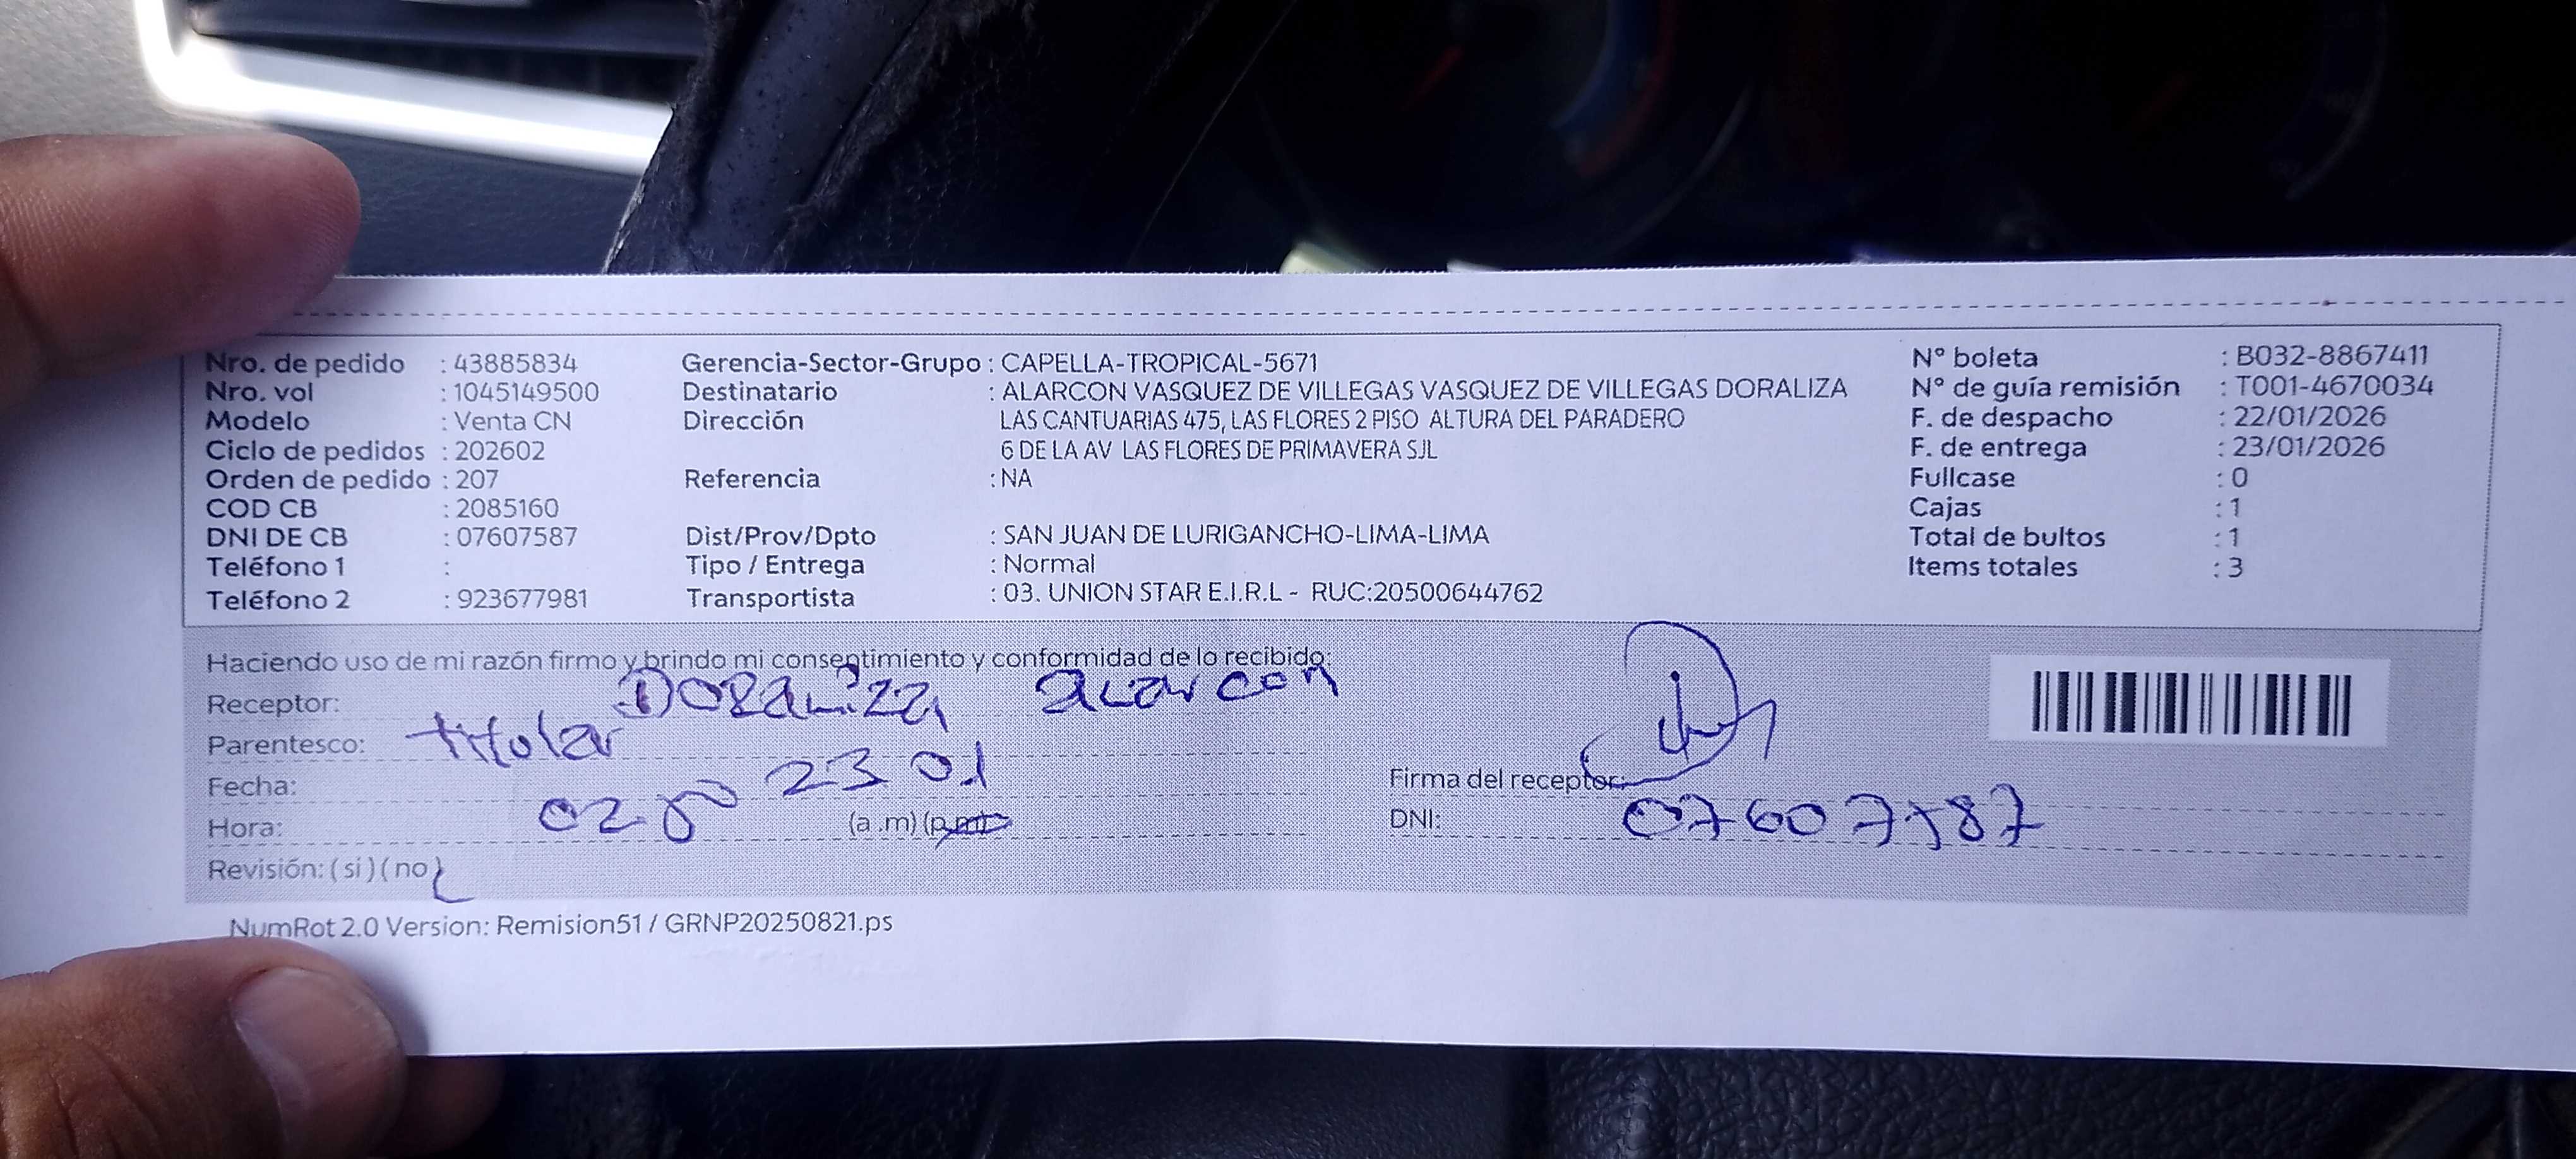 Nro. de pedido : 43885834 Gerencia-Sector-Grupo : CAPELLA-TROPICAL-5671 N° boleta : B032-8867411
Nro. vol : 1045149500 Destinatario : ALARCON VASQUEZ DE VILLEGAS VASQUEZ DE VILLEGAS DORALIZA N° de guía remisión : T001-4670034
Modelo : Venta CN Dirección LAS CANTUARIAS 475, LAS FLORES 2 PISO ALTURA DEL PARADERO F. de despacho : 22/01/2026
Ciclo de pedidos : 202602 6 DE LA AV LAS FLORES DE PRIMAVERA SJL F. de entrega : 23/01/2026
Orden de pedido : 207 Referencia : NA Fullcase : 0
COD CB : 2085160 Cajas : 1
DNI DE CB : 07607587 Dist/Prov/Dpto : SAN JUAN DE LURIGANCHO-LIMA-LIMA Total de bultos : 1
Teléfono 1 : Tipo / Entrega : Normal Items totales : 3
Teléfono 2 : 923677981 Transportista : 03. UNION STAR E.I.R.L - RUC:20500644762
Haciendo uso de mi razón firmo y brindo mi consentimiento y conformidad de lo recibido:
Receptor: Doraliza alarcon
Parentesco: titular
Fecha: 23 01 Firma del receptor:
Hora: (a .m) (p.m) DNI: 07607587
Revisión: ( si ) ( no
NumRot 2.0 Version: Remision51 / GRNP20250821.ps